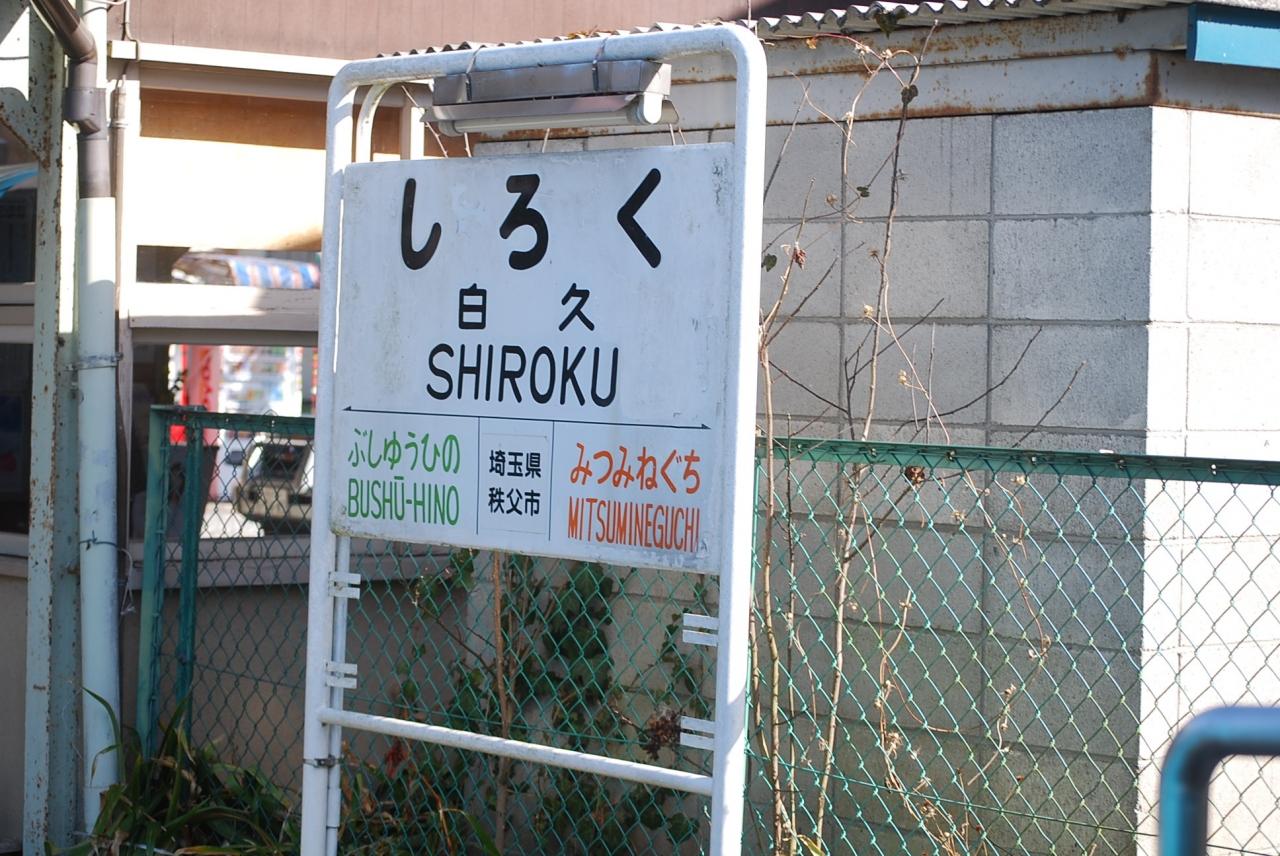 しろく
白久
SHIROKU
ぶしゆうひの
BUSHŪ-HINO
埼玉県
秩父市
みつみねぐち
MITSUMINEGUCHI